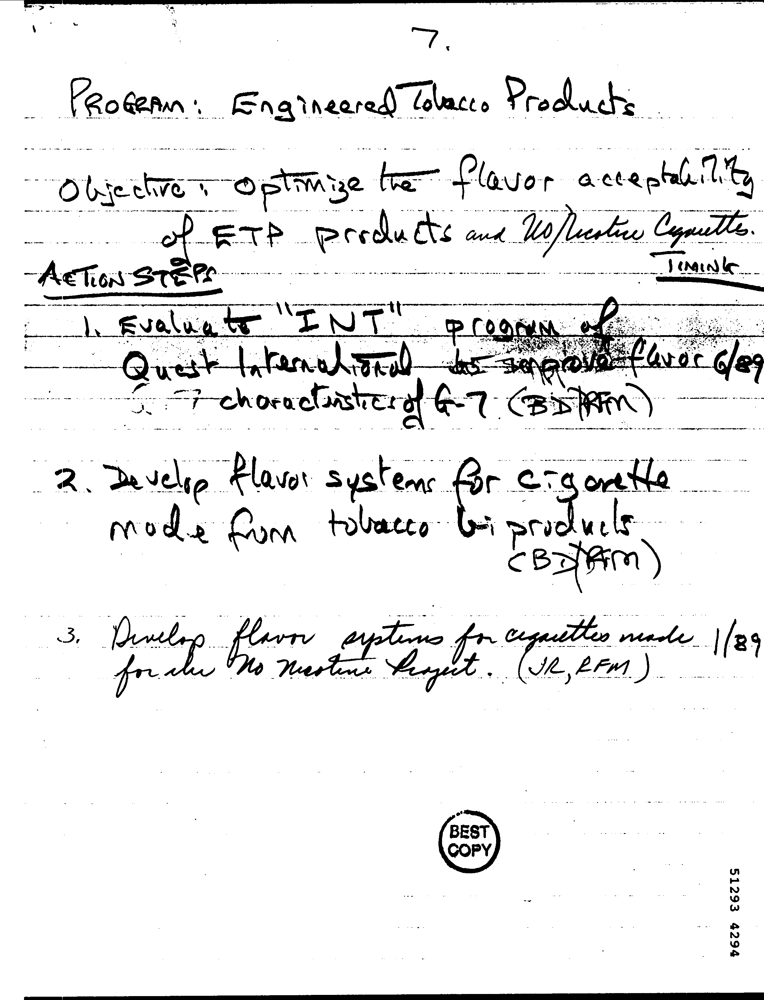 7.
PROGRAM: Engineered Tobacco Products
Objective: Optimize the flavor acceptability
of ETP products and No/Nicotine Cigarettes.
ACTION STEPS
TIMING
1. Evaluate "INT" program of
Quest International to improve flavor 6/89
characteristics of G-7 (BD/RFM)
2. Develop flavor systems for cigarette
made from tobacco biproducts
(BD/RFM)
3. Develop flavor systems for cigarettes made 1/89
for the No Nicotine Project. (JR, RFM)
BEST
COPY
51293 4294